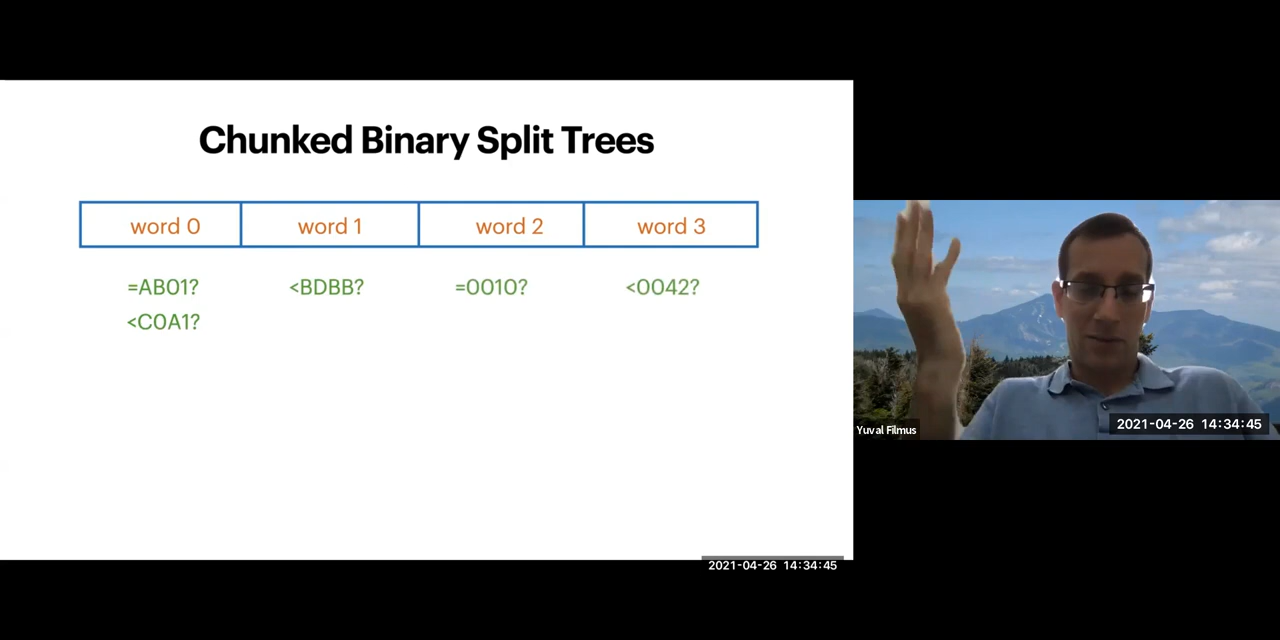 Chunked Binary Split Trees
word 0 word 1 word 2 word 3
=AB01? <BDBB? =0010? <0042?
<C0A1?
Yuval Filmus
2021-04-26 14:34:45
2021-04-26 14:34:45